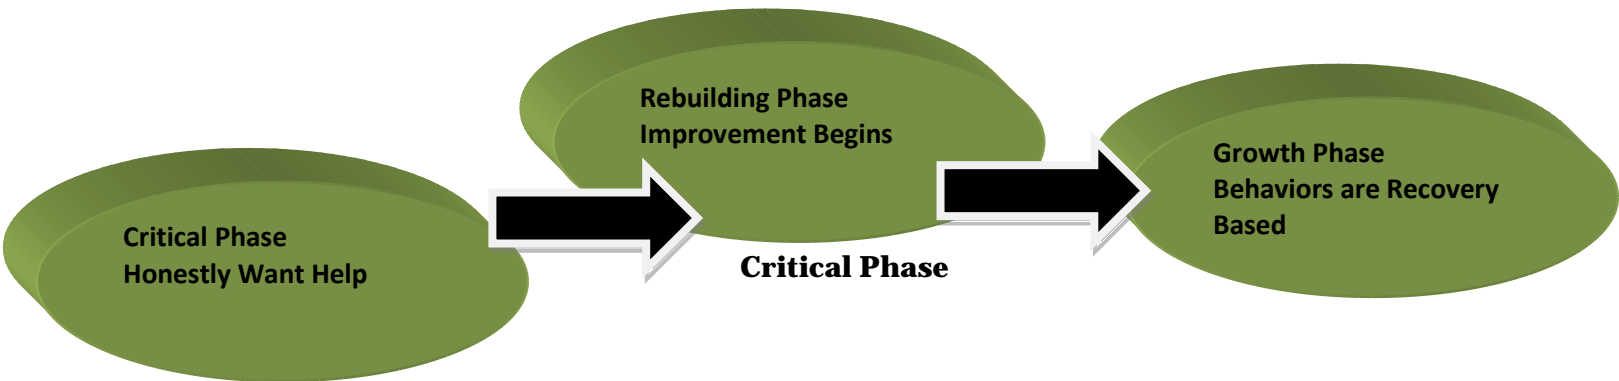 Critical Phase
Honestly Want Help
Rebuilding Phase
Improvement Begins
Critical Phase
Growth Phase
Behaviors are Recovery
Based